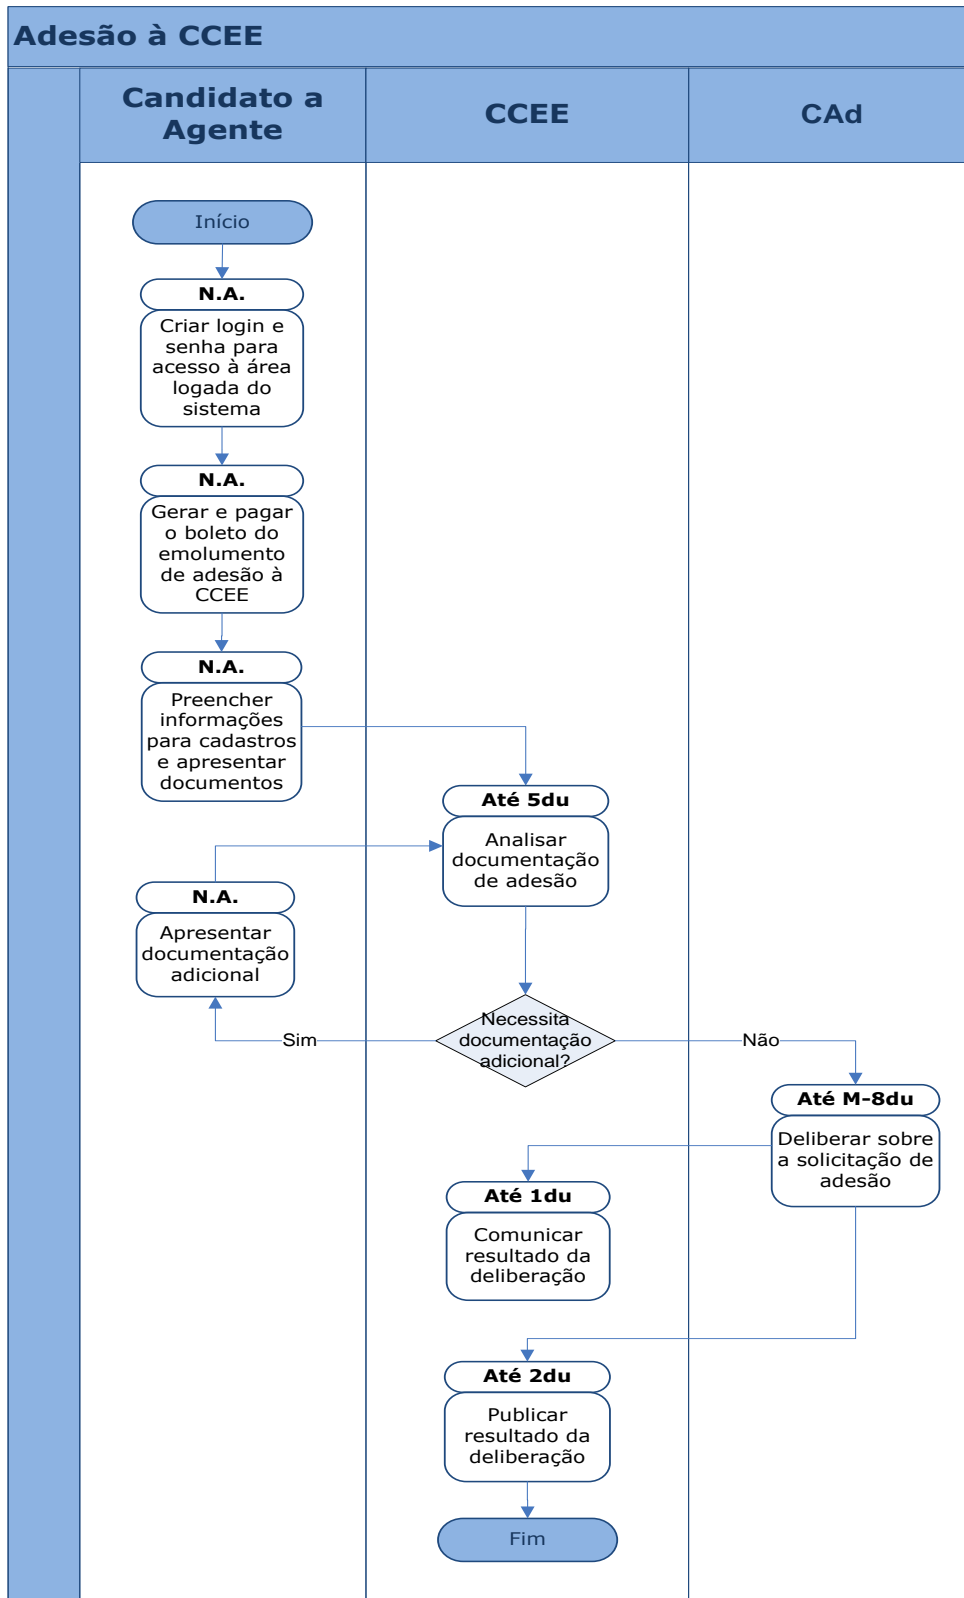 Adesão à CCEE
Candidato a
Agente
CCEE
CAd
Início
N.A.
Criar login e
senha para
acesso à área
logada do
sistema
N.A.
Gerar e pagar
o boleto do
emolumento
de adesão à
CCEE
N.A.
Preencher
informações
para cadastros
e apresentar
documentos
Até 5du
Analisar
documentação
de adesão
N.A.
Apresentar
documentação
adicional
Necessita
documentação
adicional?
Sim
Não
Até M-8du
Deliberar sobre
a solicitação de
adesão
Até 1du
Comunicar
resultado da
deliberação
Até 2du
Publicar
resultado da
deliberação
Fim